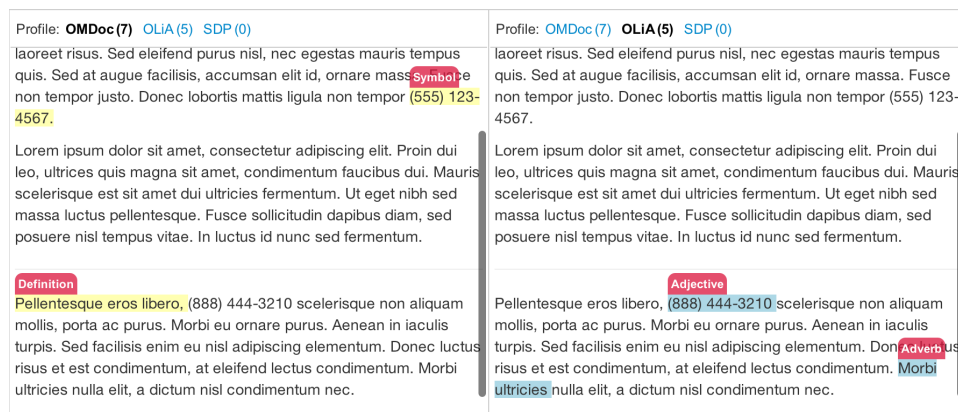 Profile: OMDoc (7) OLiA (5) SDP (0)
laoreet risus. Sed eleifend purus nisl, nec egestas mauris tempus
quis. Sed at augue facilisis, accumsan elit id, ornare
Symbol
non tempor justo. Donec lobortis mattis ligula non tempor (555) 123-
4567.
Lorem ipsum dolor sit amet, consectetur adipiscing elit. Proin dui
leo, ultrices quis magna sit amet, condimentum faucibus dui. Mauris
scelerisque est sit amet dui ultricies fermentum. Ut eget nibh sed
massa luctus pellentesque. Fusce sollicitudin dapibus diam, sed
posuere nisl tempus vitae. In luctus id nunc sed fermentum.
Definition
Pellentesque eros libero, (888) 444-3210 scelerisque non aliquam
mollis, porta ac purus. Morbi eu ornare purus. Aenean in iaculis
turpis. Sed facilisis enim eu nisl adipiscing elementum. Donec luctus
risus et est condimentum, at eleifend lectus condimentum. Morbi
ultricies nulla elit, a dictum nisl condimentum nec.
Profile: OMDoc (7) OLiA (5) SDP (0)
laoreet risus. Sed eleifend purus nisl, nec egestas mauris tempus
quis. Sed at augue facilisis, accumsan elit id, ornare massa. Fusce
non tempor justo. Donec lobortis mattis ligula non tempor (555) 123-
4567.
Lorem ipsum dolor sit amet, consectetur adipiscing elit. Proin dui
leo, ultrices quis magna sit amet, condimentum faucibus dui. Mauris
scelerisque est sit amet dui ultricies fermentum. Ut eget nibh sed
massa luctus pellentesque. Fusce sollicitudin dapibus diam, sed
posuere nisl tempus vitae. In luctus id nunc sed fermentum.
Adjective
Pellentesque eros libero, (888) 444-3210 scelerisque non aliquam
mollis, porta ac purus. Morbi eu ornare purus. Aenean in iaculis
Adverb
turpis. Sed facilisis enim eu nisl adipiscing elementum.
risus et est condimentum, at eleifend lectus condimentum. Morbi
ultricies nulla elit, a dictum nisl condimentum nec.